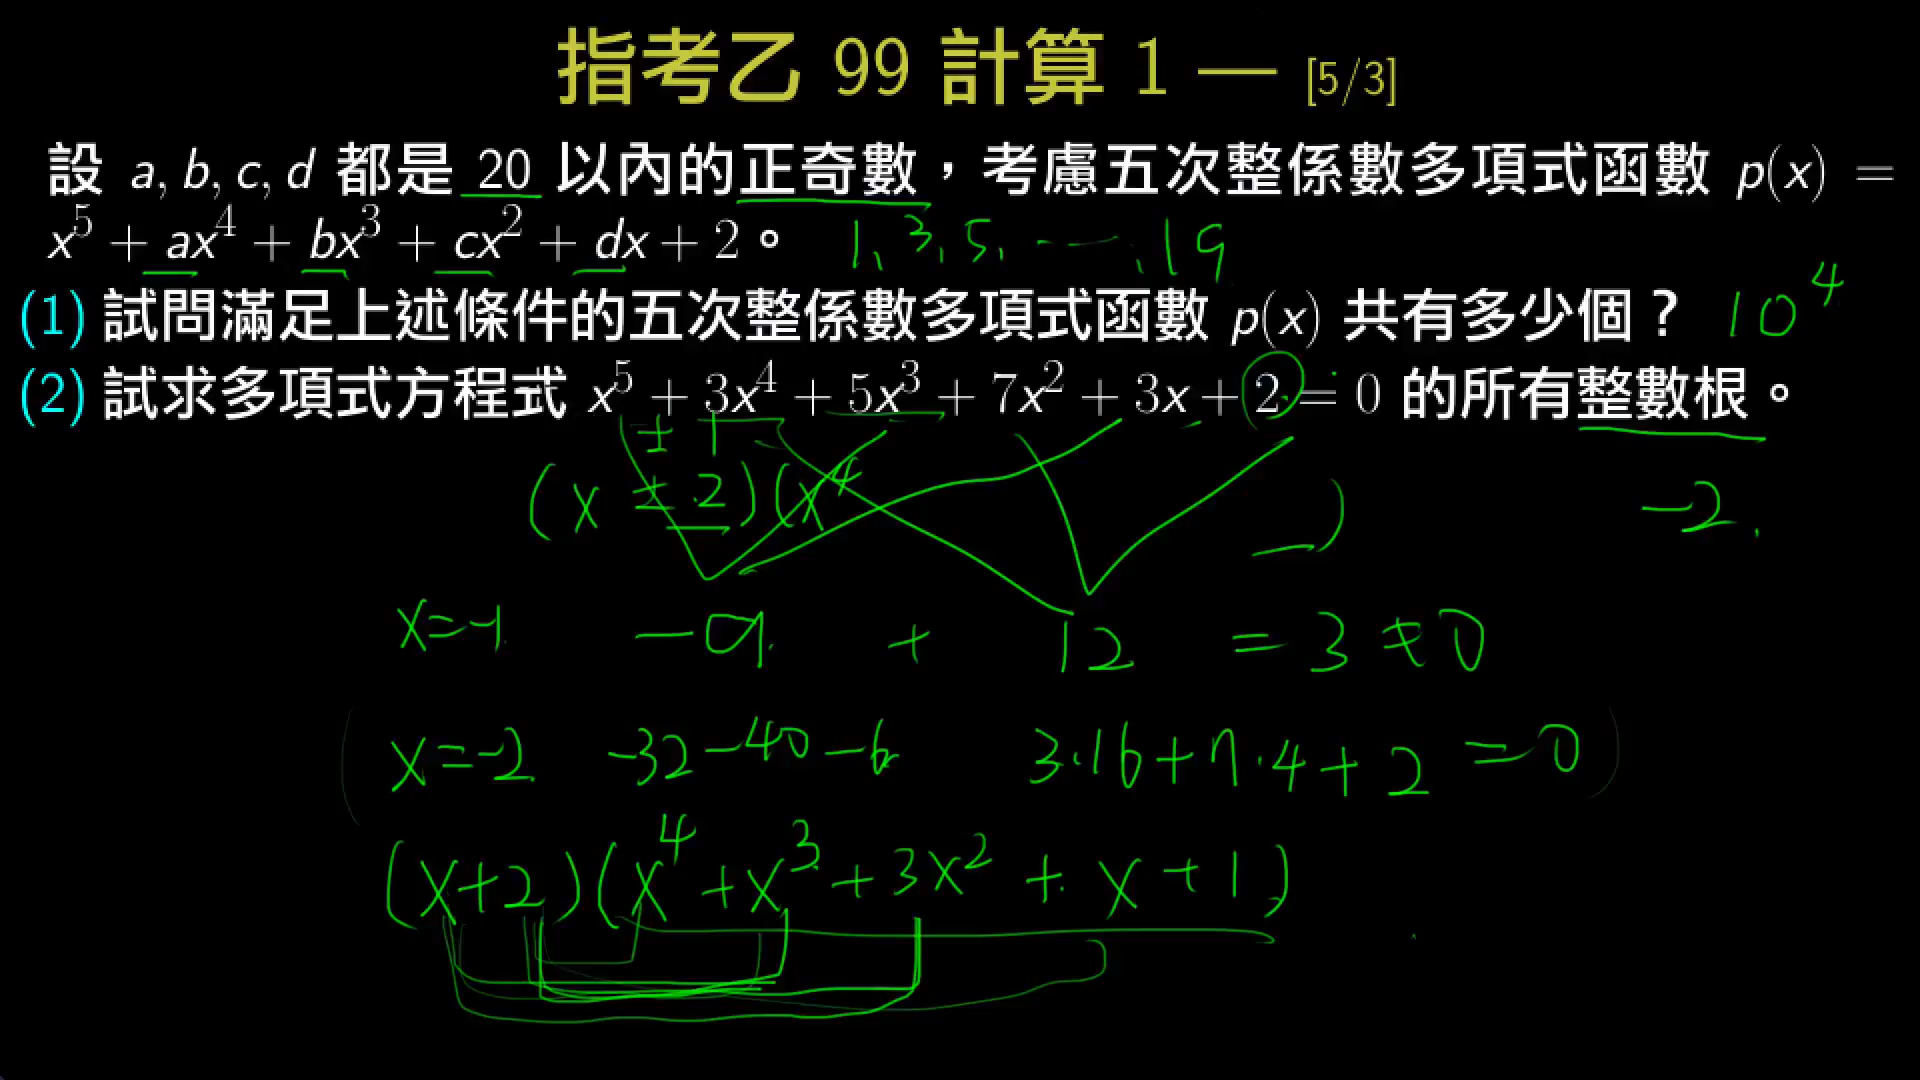 指考乙 99 計算 1 — [5/3]
設 a, b, c, d 都是 20 以內的正奇數，考慮五次整係數多項式函數 p(x) =
x⁵ + ax⁴ + bx³ + cx² + dx + 2。 1, 3, 5, ⋯, 19
(1) 試問滿足上述條件的五次整係數多項式函數 p(x) 共有多少個？ 10⁴
(2) 試求多項式方程式 x⁵ + 3x⁴ + 5x³ + 7x² + 3x + 2 = 0 的所有整數根。
± 1
(x ± 2)(x⁴ )
-2.
x=-1 -9 + 12 = 3 ≠ 0
x=-2 -32-40-6 3·16+7·4+2 =0
(x+2)(x⁴+x³+3x²+x+1)